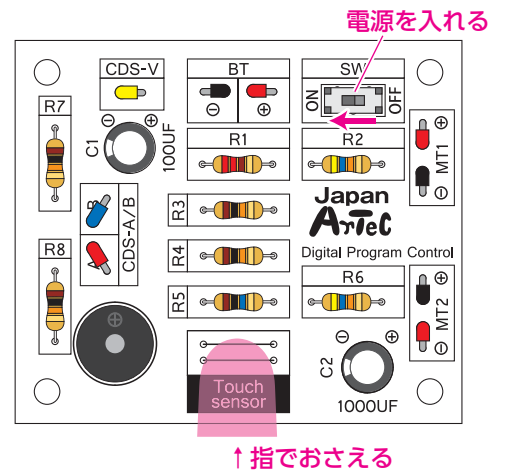 電源を入れる
CDS-V
BT
SW
⊖
⊕
ON
OFF
R7
C1
⊖
⊕
100UF
R1
R2
⊕
MT1
⊖
B
A
CDS-A/B
R3
Japan
ArTeC
R4
Digital Program Control
R8
R5
R6
⊕
MT2
⊖
⊕
Touch
sensor
C2
⊖
⊕
1000UF
↑指でおさえる